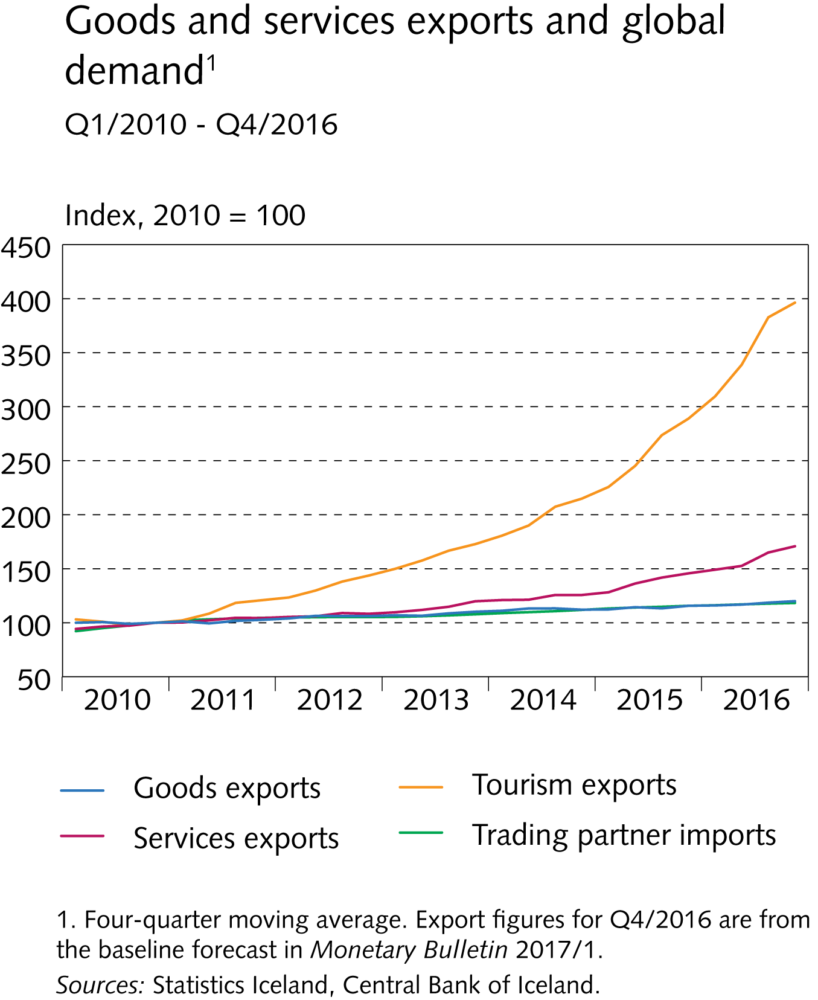 Goods and services exports and global
demand¹
Q1/2010 - Q4/2016
Index, 2010 = 100
450
400
350
300
250
200
150
100
50
2010 2011 2012 2013 2014 2015 2016
Goods exports
Tourism exports
Services exports
Trading partner imports
1. Four-quarter moving average. Export figures for Q4/2016 are from
the baseline forecast in Monetary Bulletin 2017/1.
Sources: Statistics Iceland, Central Bank of Iceland.